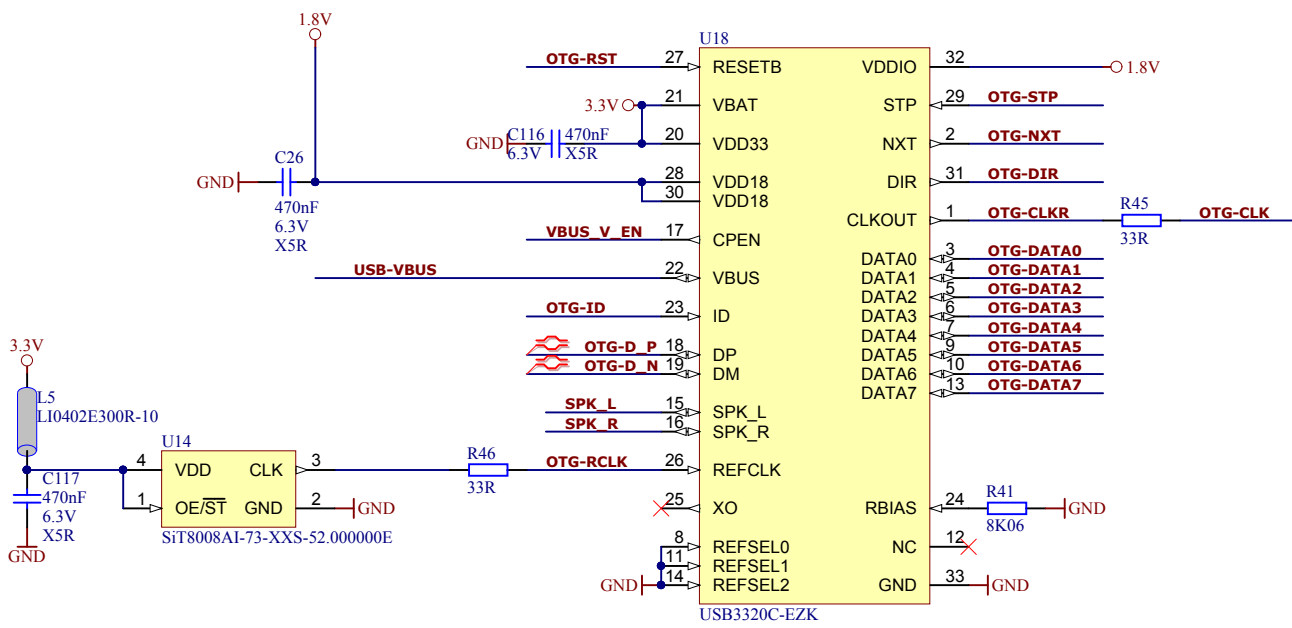 1.8V
U18
OTG-RST 27 RESETB
VDDIO 32 1.8V
3.3V 21 VBAT
STP 29 OTG-STP
GND C116 470nF 20 VDD33
6.3V X5R
NXT 2 OTG-NXT
C26
GND 28 VDD18
DIR 31 OTG-DIR
30 VDD18
470nF
6.3V
X5R
CLKOUT 1 OTG-CLKR R45 OTG-CLK
33R
VBUS_V_EN 17 CPEN
DATA0 3 OTG-DATA0
USB-VBUS 22 VBUS
DATA1 4 OTG-DATA1
DATA2 5 OTG-DATA2
OTG-ID 23 ID
DATA3 6 OTG-DATA3
DATA4 7 OTG-DATA4
OTG-D_P 18 DP
DATA5 9 OTG-DATA5
OTG-D_N 19 DM
DATA6 10 OTG-DATA6
DATA7 13 OTG-DATA7
3.3V
L5
LI0402E300R-10
SPK_L 15 SPK_L
SPK_R 16 SPK_R
U14
4 VDD CLK 3 R46 OTG-RCLK 26 REFCLK
33R
C117
470nF
6.3V
X5R
GND
1 OE/ST GND 2 GND
SiT8008AI-73-XXS-52.000000E
25 XO
RBIAS 24 R41 GND
8K06
8 REFSEL0
NC 12
11 REFSEL1
GND 14 REFSEL2
GND 33 GND
USB3320C-EZK